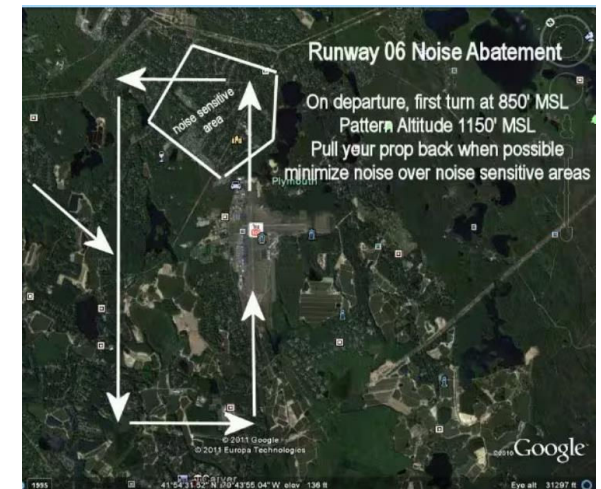 Runway 06 Noise Abatement
On departure, first turn at 850' MSL
Pattern Altitude 1150' MSL
Pull your prop back when possible
minimize noise over noise sensitive areas
noise sensitive
area
Plymouth
© 2011 Google
© 2011 Europa Technologies
©2010 Google
Carver
1995 41°54'31.52" N 70°43'55.04" W elev 136 ft Eye alt 31297 ft